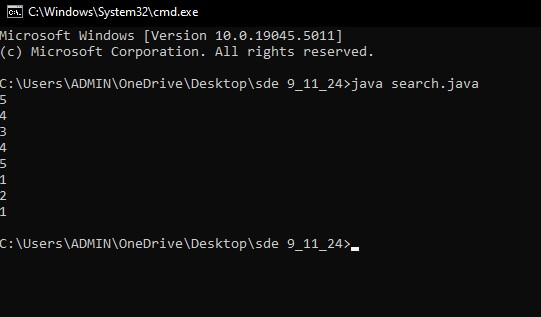 C:\Windows\System32\cmd.exe
Microsoft Windows [Version 10.0.19045.5011]
(c) Microsoft Corporation. All rights reserved.
C:\Users\ADMIN\OneDrive\Desktop\sde 9_11_24>java search.java
5
4
3
4
5
1
2
1
C:\Users\ADMIN\OneDrive\Desktop\sde 9_11_24>